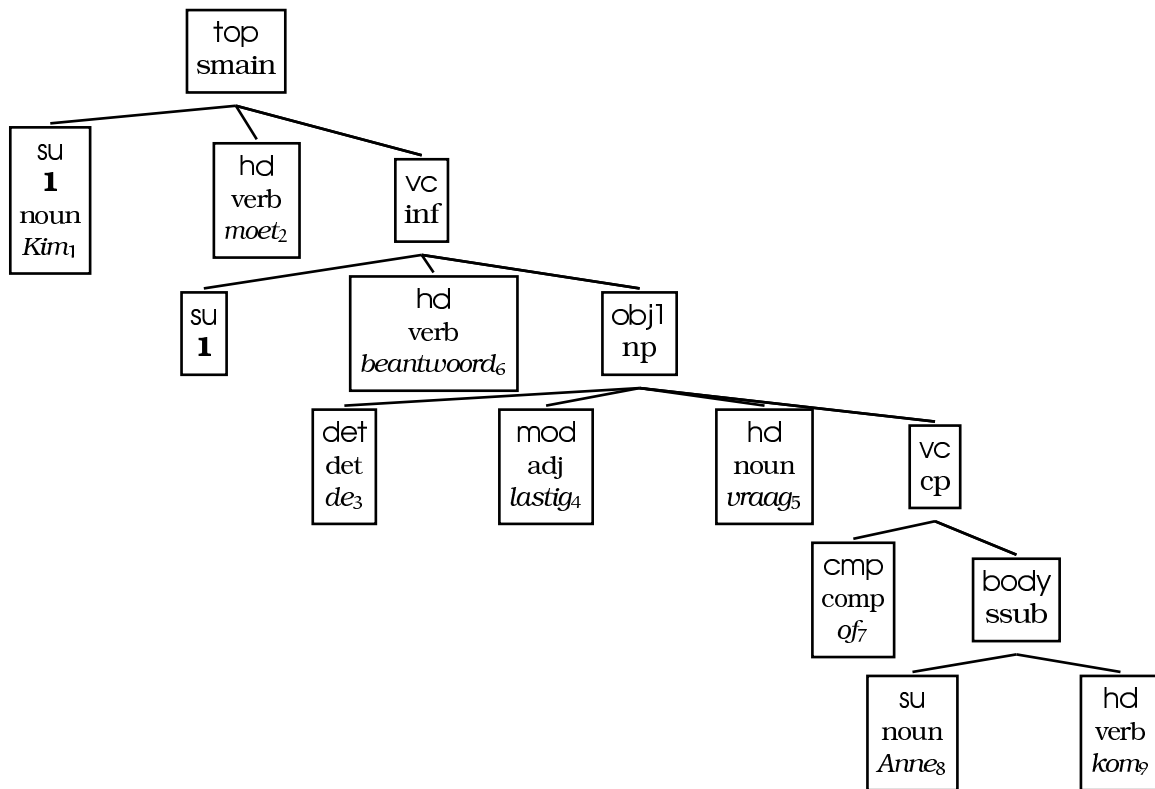 top
smain
su
1
noun
Kim1
hd
verb
moet2
vc
inf
su
1
hd
verb
beantwoord6
obj1
np
det
det
de3
mod
adj
lastig4
hd
noun
vraag5
vc
cp
cmp
comp
of7
body
ssub
su
noun
Anne8
hd
verb
kom9